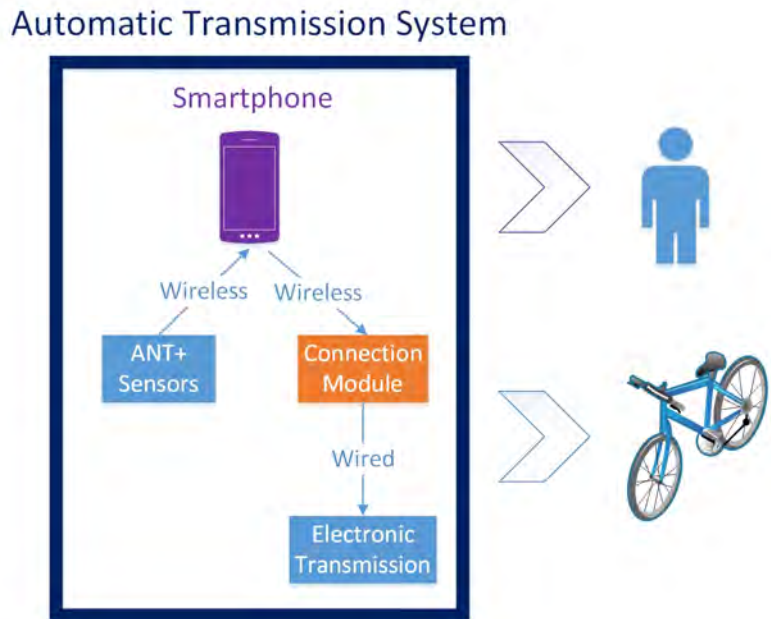 Automatic Transmission System
Smartphone
Wireless
Wireless
ANT+
Sensors
Connection
Module
Wired
Electronic
Transmission